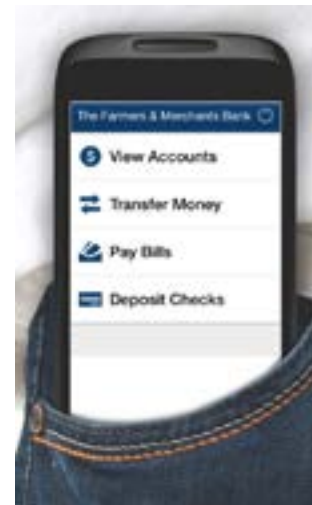 The Farmers & Merchants Bank
View Accounts
Transfer Money
Pay Bills
Deposit Checks